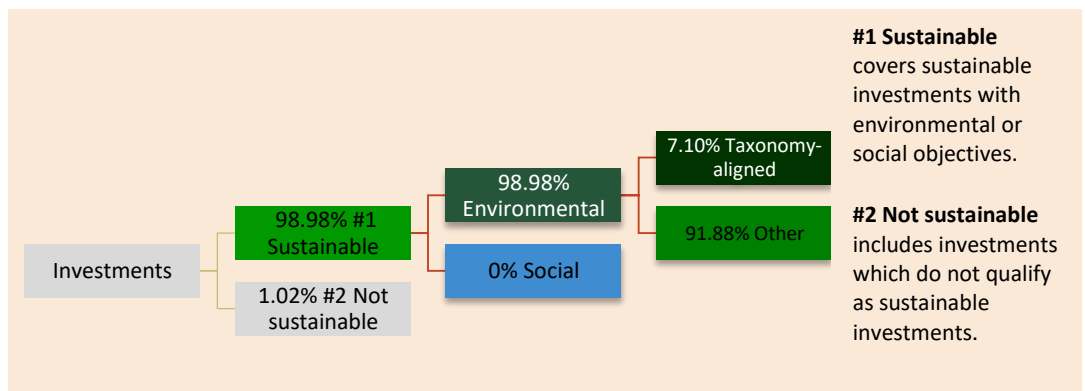 Investments
98.98% #1
Sustainable
1.02% #2 Not
sustainable
98.98%
Environmental
0% Social
7.10% Taxonomy-
aligned
91.88% Other
#1 Sustainable
covers sustainable
investments with
environmental or
social objectives.
#2 Not sustainable
includes investments
which do not qualify
as sustainable
investments.